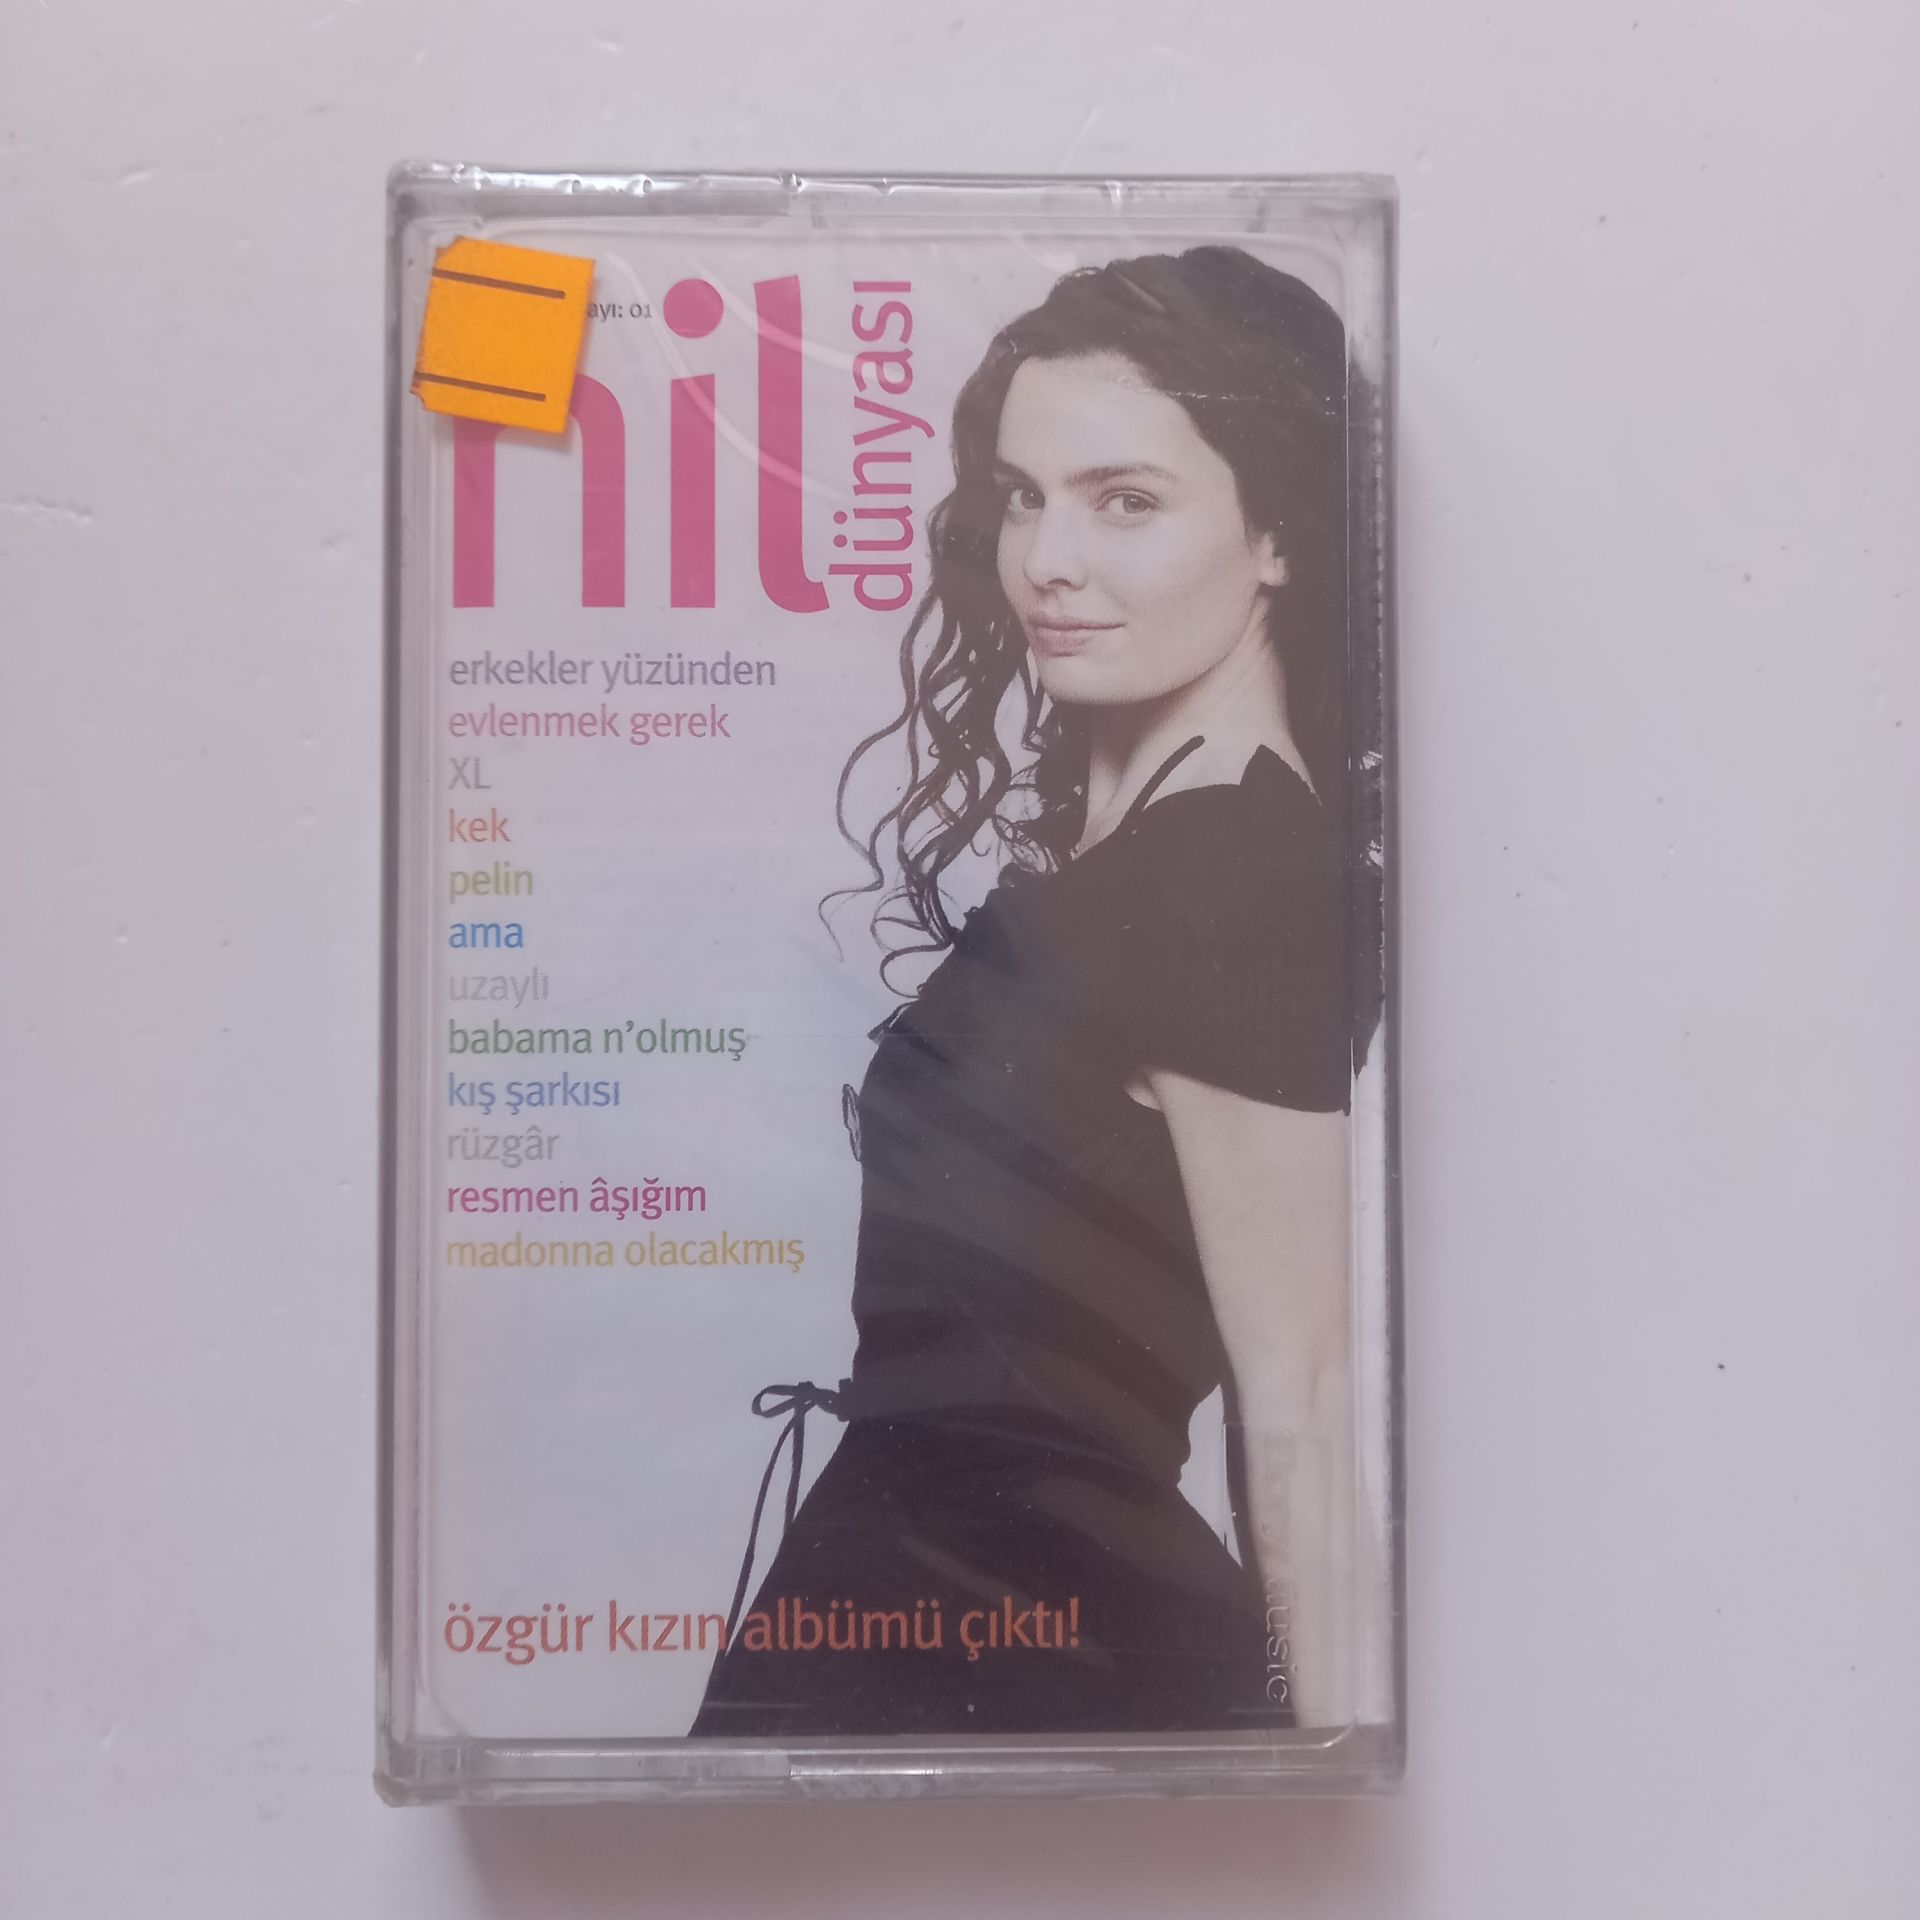 ayı: 01
nil
dünyası
erkekler yüzünden
evlenmek gerek
XL
kek
pelin
ama
uzaylı
babama n'olmuş
kış şarkısı
rüzgâr
resmen âşığım
madonna olacakmış
özgür kızın albümü çıktı!